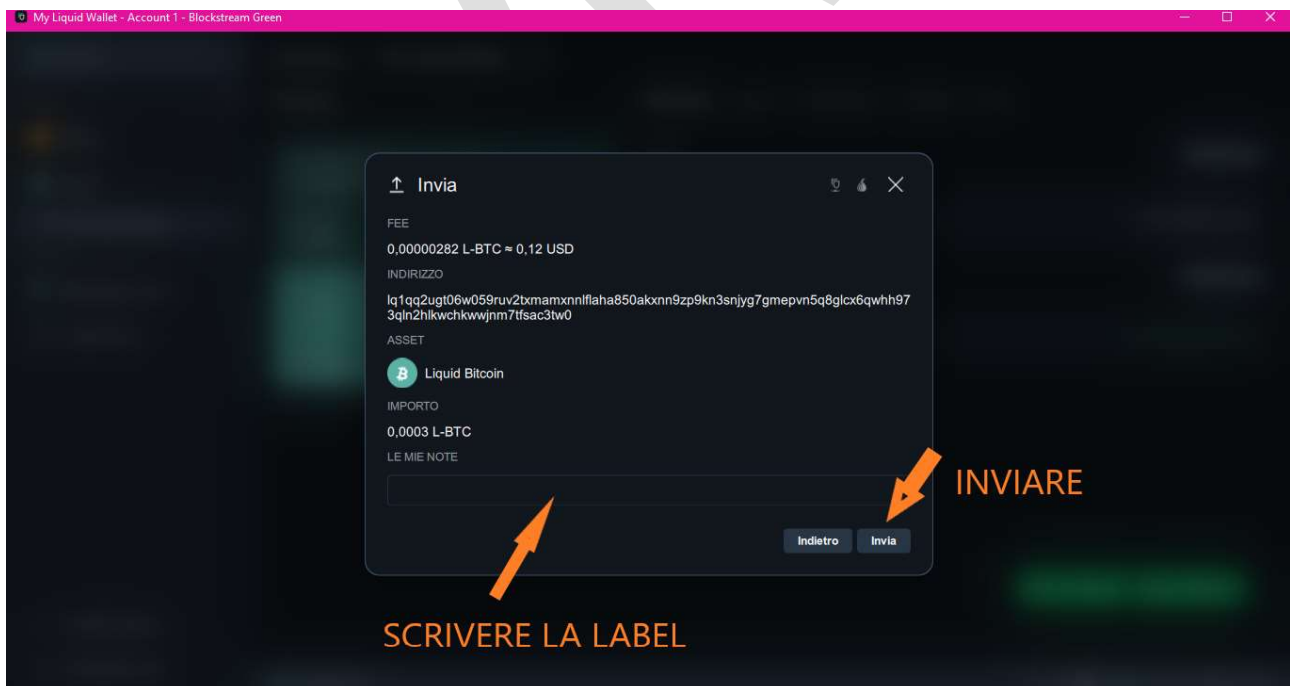 My Liquid Wallet - Account 1 - Blockstream Green
Invia
FEE
0,00000282 L-BTC ≈ 0,12 USD
INDIRIZZO
lq1qq2ugt06w059ruv2txmamxnnlflaha850akxnn9zp9kn3snjyg7gmepvn5q8glcx6qwhh97
3qln2hlkwchkwwjnm7tfsac3tw0
ASSET
Liquid Bitcoin
IMPORTO
0,0003 L-BTC
LE MIE NOTE
INVIARE
Indietro Invia
SCRIVERE LA LABEL